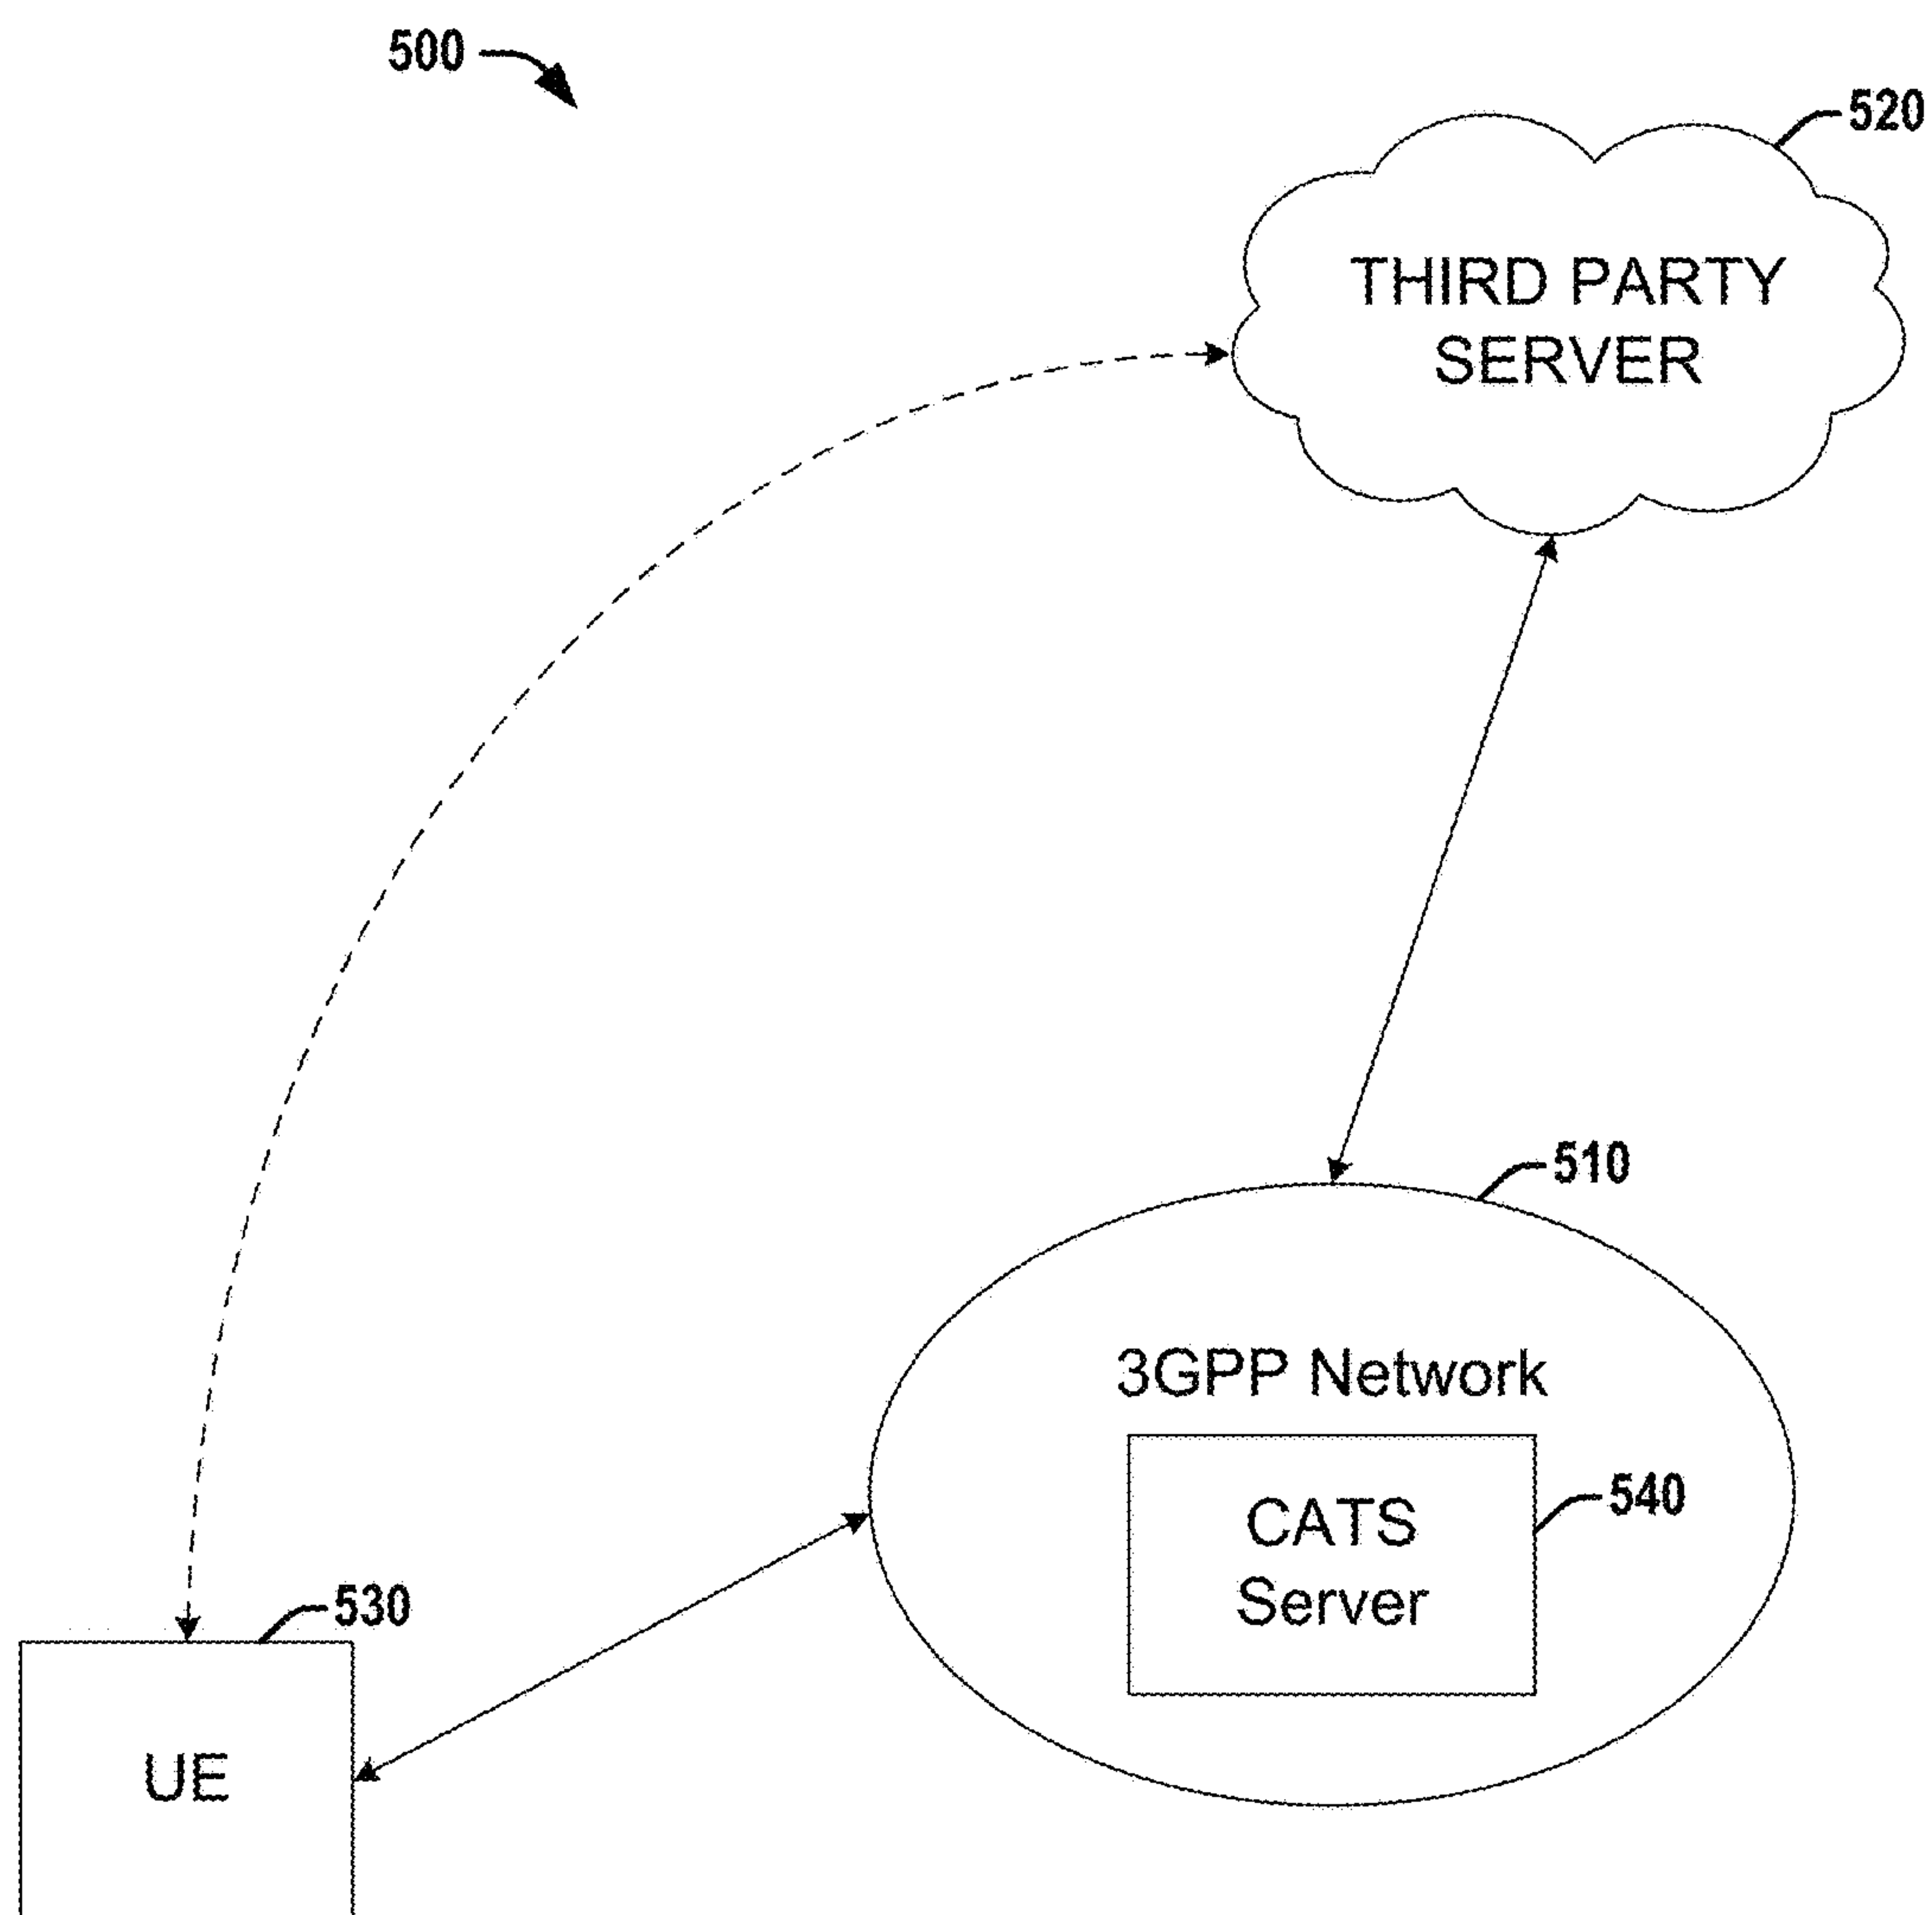 500
520
THIRD PARTY
SERVER
510
3GPP Network
CATS
Server
540
530
UE